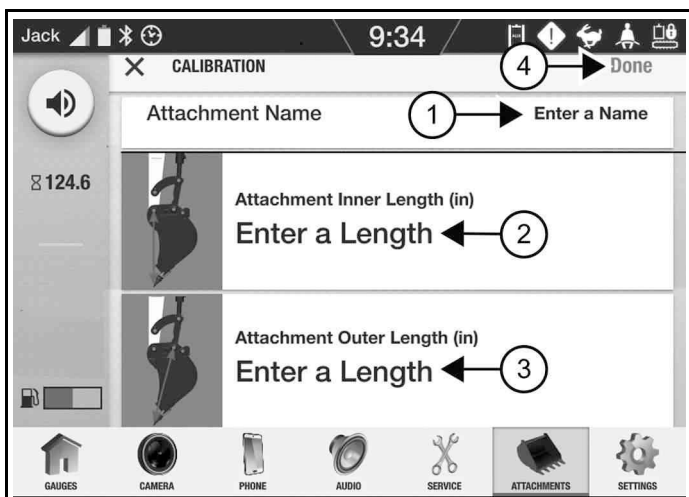 Jack 9:34
CALIBRATION 4 Done
Attachment Name 1 Enter a Name
124.6
Attachment Inner Length (in)
Enter a Length 2
Attachment Outer Length (in)
Enter a Length 3
GAUGES CAMERA PHONE AUDIO SERVICE ATTACHMENTS SETTINGS